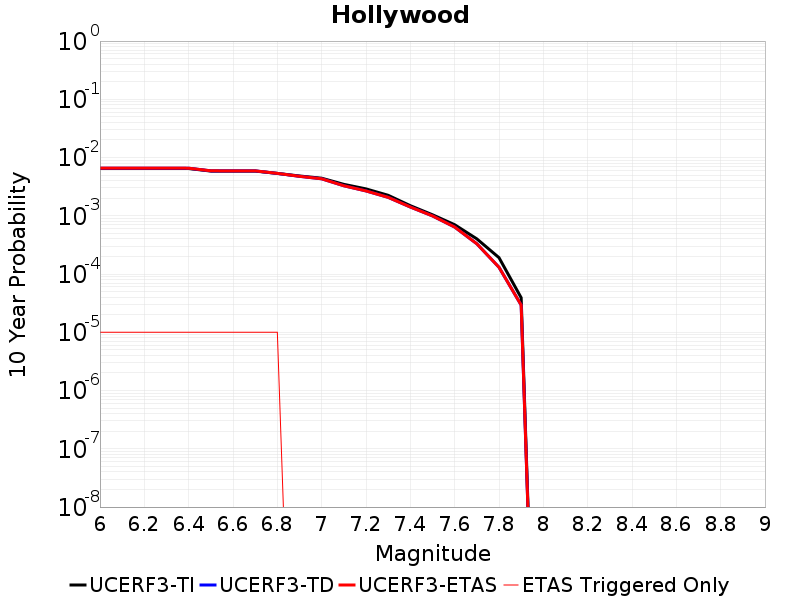 Hollywood
10 Year Probability
10^0
10^-1
10^-2
10^-3
10^-4
10^-5
10^-6
10^-7
10^-8
6 6.2 6.4 6.6 6.8 7 7.2 7.4 7.6 7.8 8 8.2 8.4 8.6 8.8 9
Magnitude
UCERF3-TI UCERF3-TD UCERF3-ETAS ETAS Triggered Only